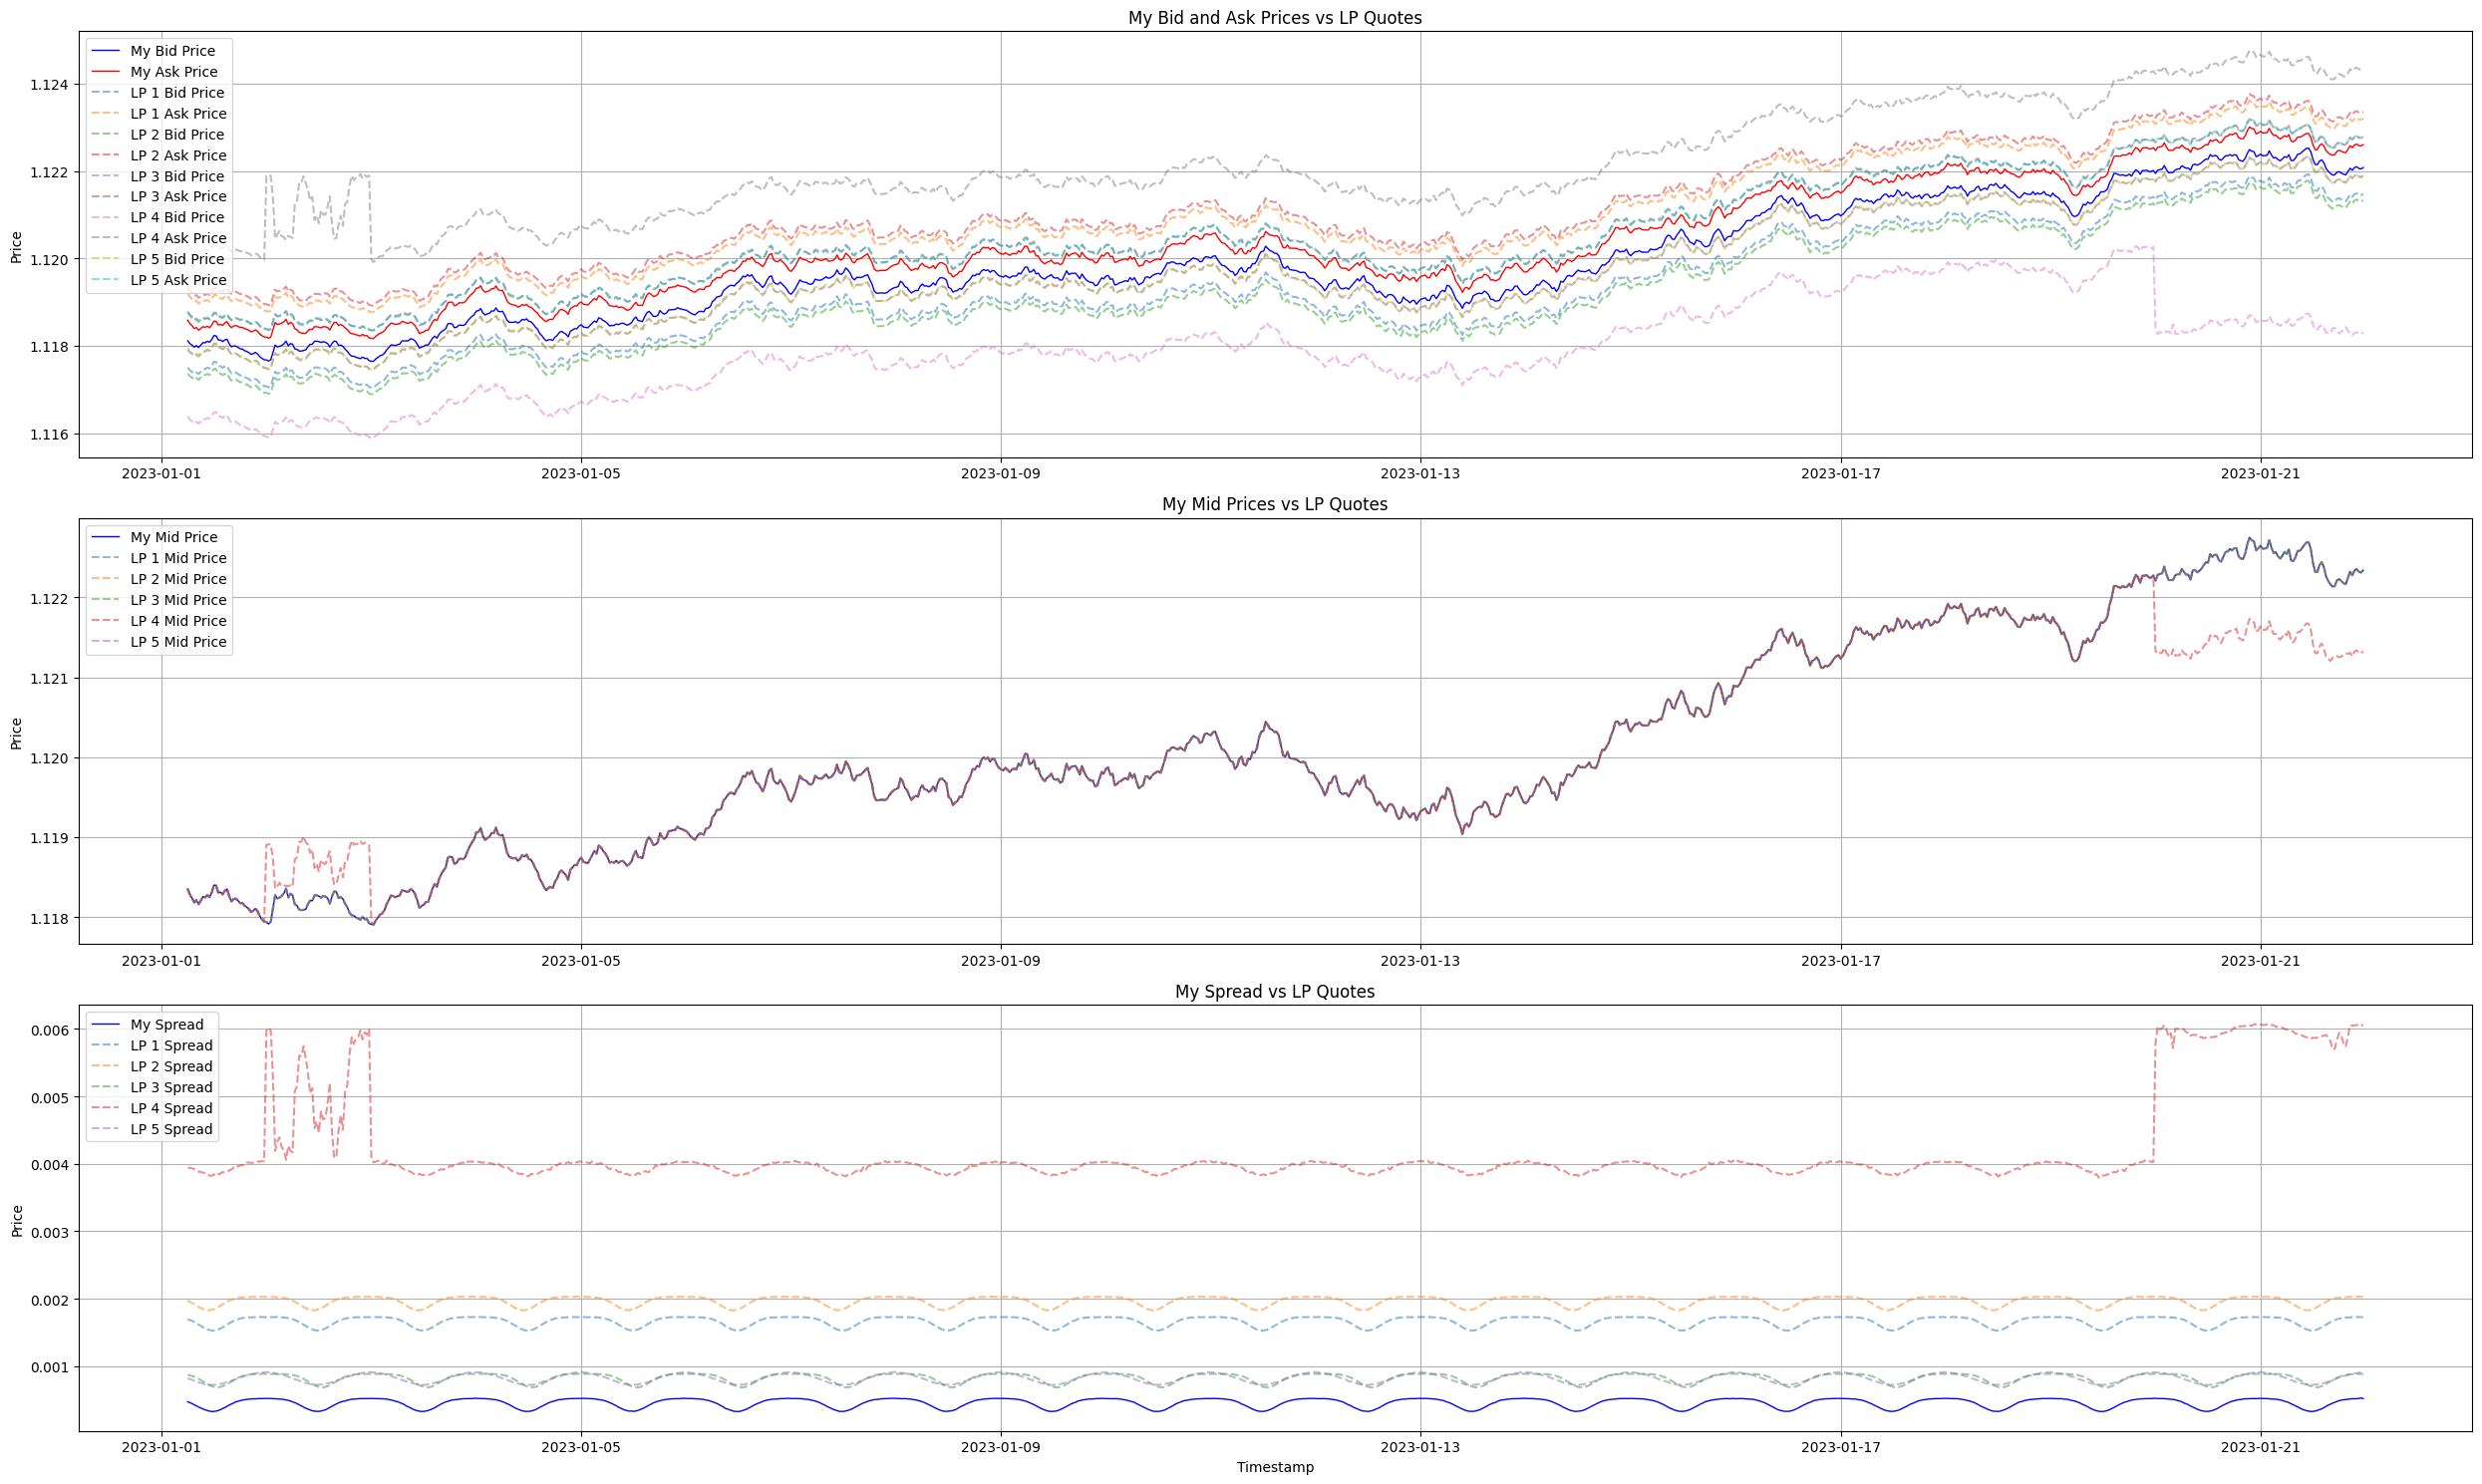 My Bid and Ask Prices vs LP Quotes
My Bid Price
My Ask Price
LP 1 Bid Price
LP 1 Ask Price
LP 2 Bid Price
LP 2 Ask Price
LP 3 Bid Price
LP 3 Ask Price
LP 4 Bid Price
LP 4 Ask Price
LP 5 Bid Price
LP 5 Ask Price
Price
1.124
1.122
1.120
1.118
1.116
2023-01-01 2023-01-05 2023-01-09 2023-01-13 2023-01-17 2023-01-21
My Mid Prices vs LP Quotes
My Mid Price
LP 1 Mid Price
LP 2 Mid Price
LP 3 Mid Price
LP 4 Mid Price
LP 5 Mid Price
Price
1.122
1.121
1.120
1.119
1.118
2023-01-01 2023-01-05 2023-01-09 2023-01-13 2023-01-17 2023-01-21
My Spread vs LP Quotes
My Spread
LP 1 Spread
LP 2 Spread
LP 3 Spread
LP 4 Spread
LP 5 Spread
Price
0.006
0.005
0.004
0.003
0.002
0.001
2023-01-01 2023-01-05 2023-01-09 2023-01-13 2023-01-17 2023-01-21
Timestamp